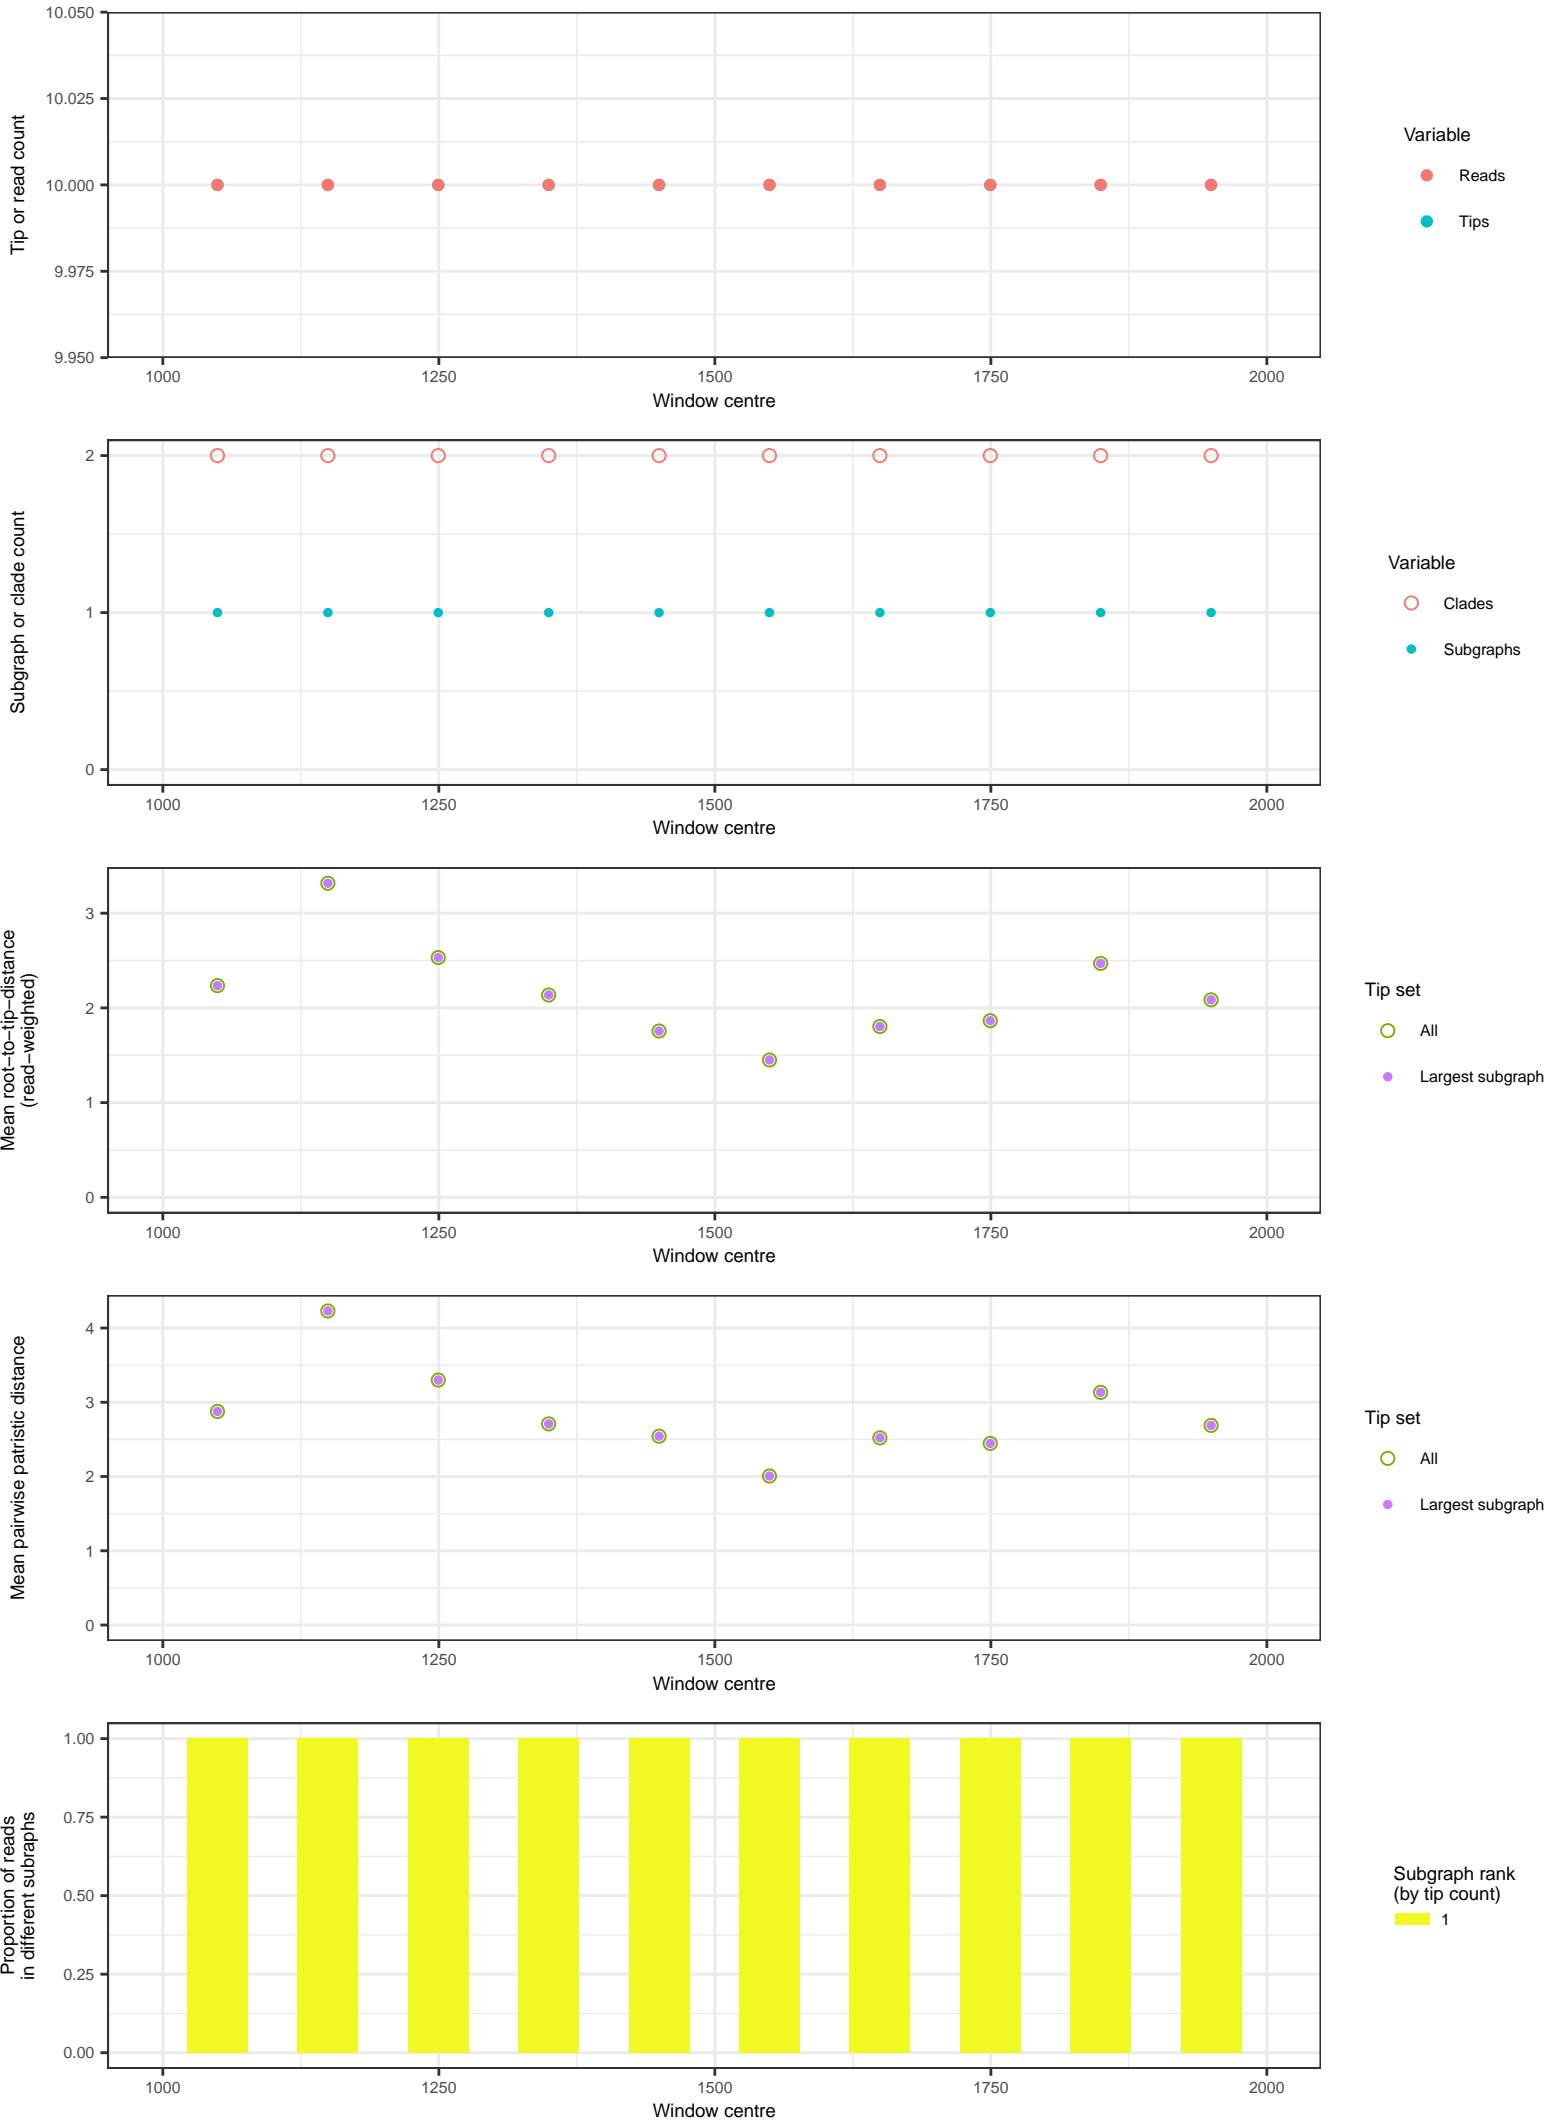 10.050
10.025
10.000
9.975
9.950
Tip or read count
1000 1250 1500 1750 2000
Window centre
Variable
Reads
Tips
2
1
0
Subgraph or clade count
1000 1250 1500 1750 2000
Window centre
Variable
Clades
Subgraphs
3
2
1
0
Mean root−to−tip−distance
(read−weighted)
1000 1250 1500 1750 2000
Window centre
Tip set
All
Largest subgraph
4
3
2
1
0
Mean pairwise patristic distance
1000 1250 1500 1750 2000
Window centre
Tip set
All
Largest subgraph
1.00
0.75
0.50
0.25
0.00
Proportion of reads
in different subraphs
1000 1250 1500 1750 2000
Window centre
Subgraph rank
(by tip count)
1